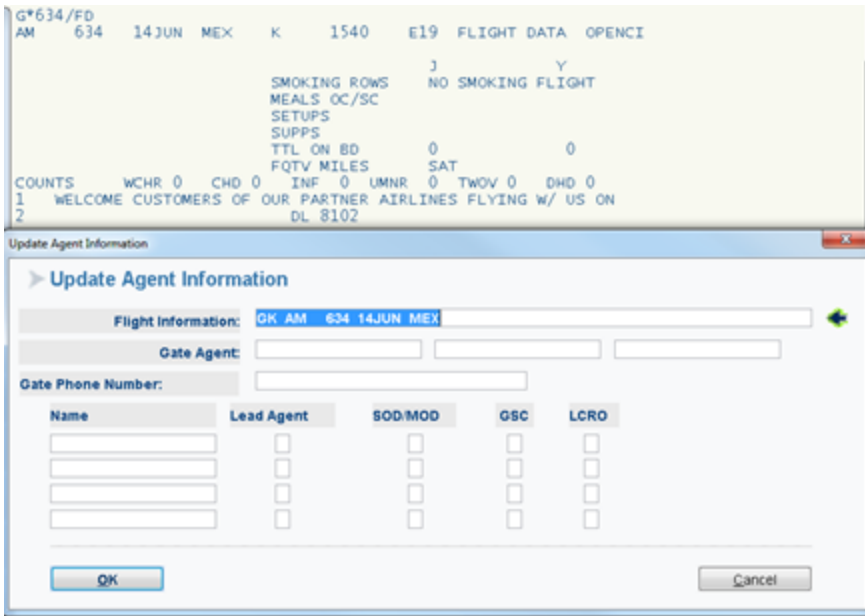 G*634/FD
AM 634 14JUN MEX K 1540 E19 FLIGHT DATA OPENCI
J Y
SMOKING ROWS NO SMOKING FLIGHT
MEALS OC/SC
SETUPS
SUPPS
TTL ON BD 0 0
FQTV MILES SAT
COUNTS WCHR 0 CHD 0 INF 0 UMNR 0 TWOV 0 DHD 0
1 WELCOME CUSTOMERS OF OUR PARTNER AIRLINES FLYING W/ US ON
2 DL 8102
Update Agent Information
Update Agent Information
Flight Information: GK AM 634 14JUN MEX
Gate Agent:
Gate Phone Number:
Name Lead Agent SOD/MOD GSC LCRO
OK Cancel